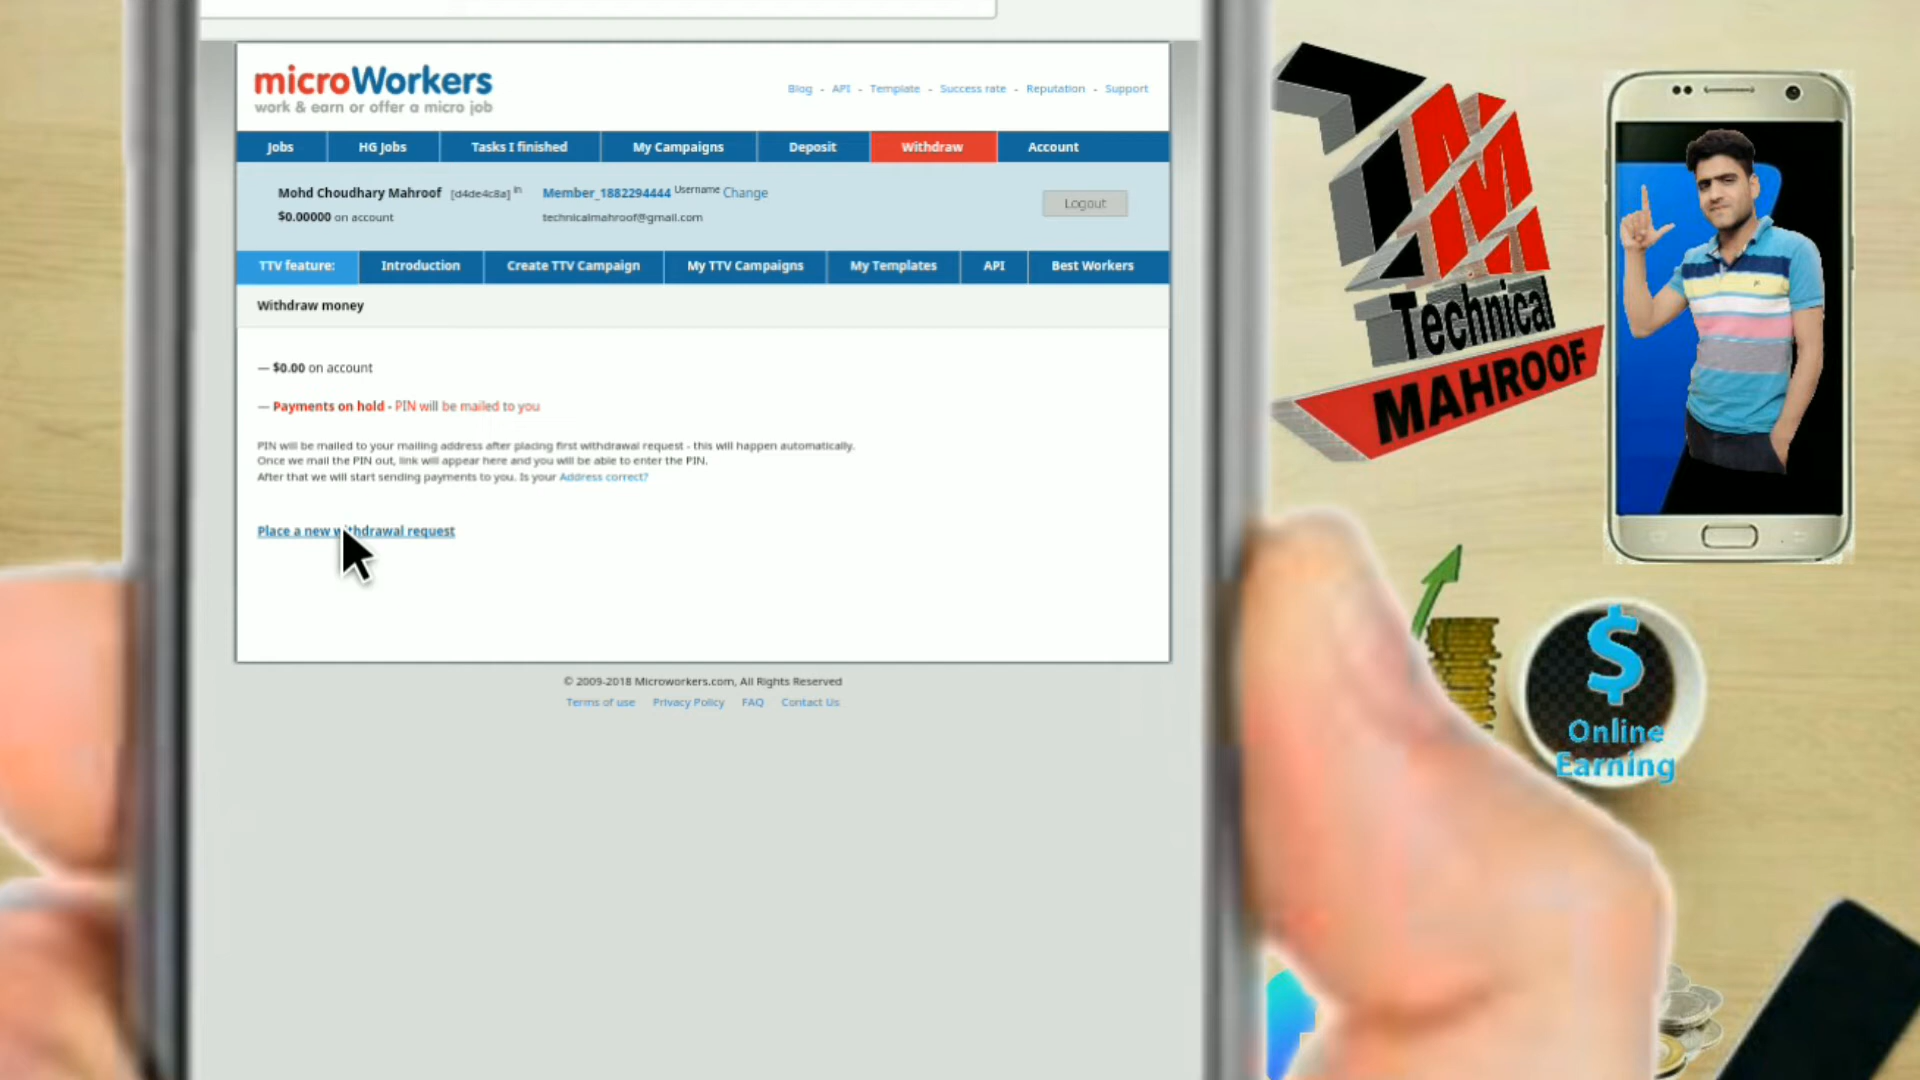 microWorkers
work & earn or offer a micro job
Blog - API - Template - Success rate - Reputation - Support
Jobs HG Jobs Tasks I finished My Campaigns Deposit Withdraw Account
Mohd Choudhary Mahroof [d4de4c8a] in Member_1882294444 Username Change
$0.00000 on account technicalmahroof@gmail.com
Logout
TTV feature: Introduction Create TTV Campaign My TTV Campaigns My Templates API Best Workers
Withdraw money
— $0.00 on account
— Payments on hold - PIN will be mailed to you
PIN will be mailed to your mailing address after placing first withdrawal request - this will happen automatically.
Once we mail the PIN out, link will appear here and you will be able to enter the PIN.
After that we will start sending payments to you. Is your Address correct?
Place a new withdrawal request
© 2009-2018 Microworkers.com, All Rights Reserved
Terms of use Privacy Policy FAQ Contact Us
TM
Technical
MAHROOF
$
Online
Earning